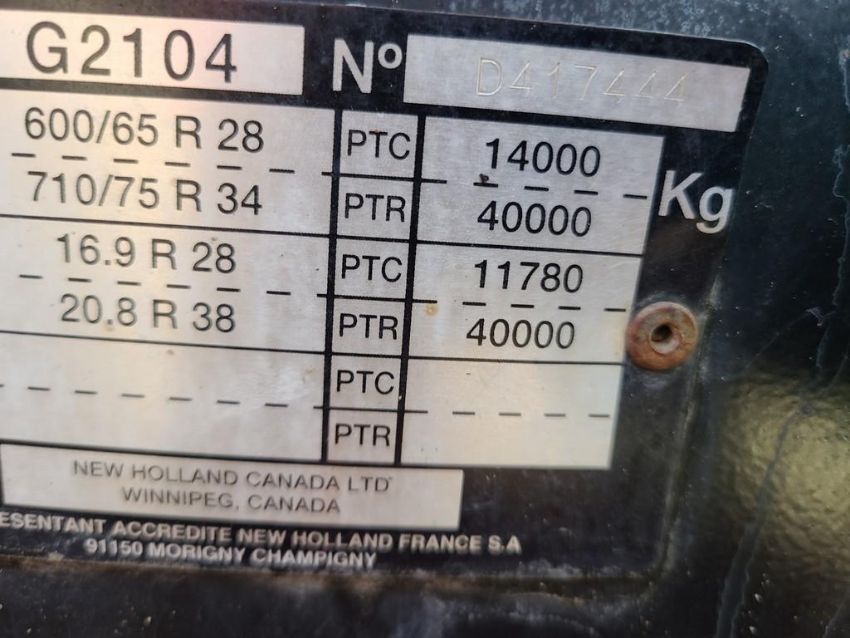 G2104 Nº D417444
600/65 R 28 PTC 14000
710/75 R 34 PTR 40000
Kg
16.9 R 28 PTC 11780
20.8 R 38 PTR 40000
PTC
PTR
NEW HOLLAND CANADA LTD
WINNIPEG, CANADA
ESENTANT ACCREDITE NEW HOLLAND FRANCE S.A
91150 MORIGNY CHAMPIGNY